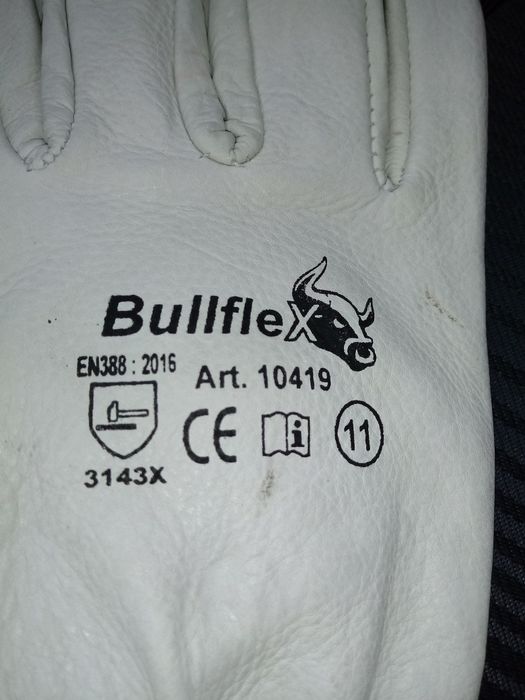 Bullflex
EN388 : 2016
Art. 10419
CE
i
11
3143X